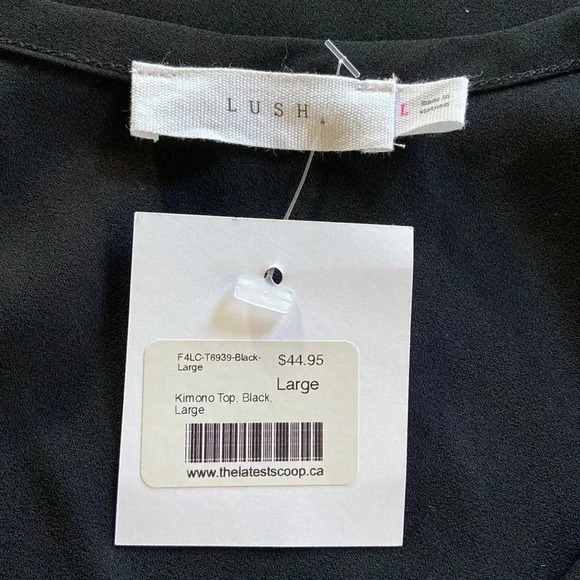 LUSH.
L
made in
vietnam
F4LC-T6939-Black-
Large
$44.95
Large
Kimono Top, Black,
Large
www.thelatestscoop.ca